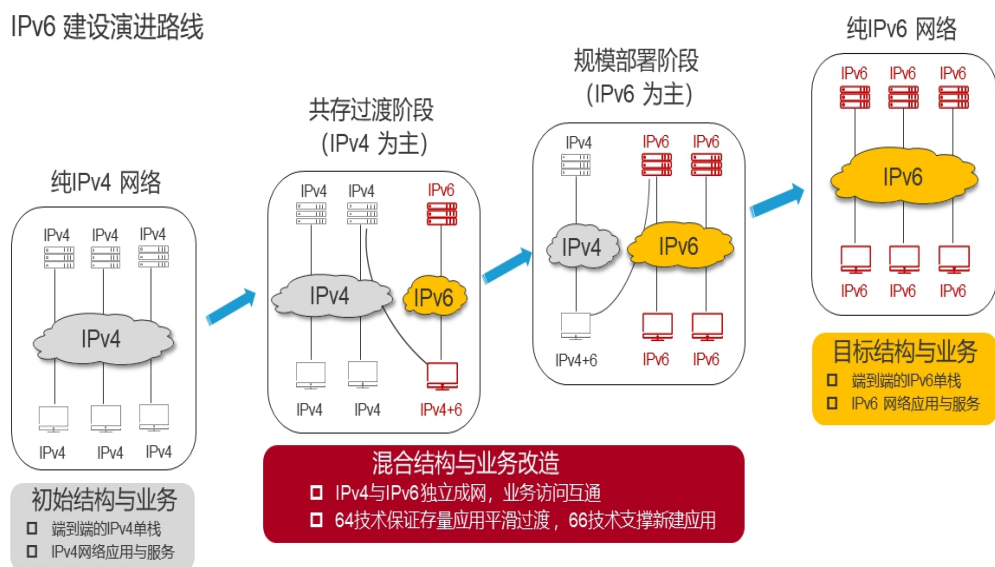 IPv6 建设演进路线
纯IPv4 网络
IPv4 IPv4 IPv4
IPv4
IPv4 IPv4 IPv4
初始结构与业务
端到端的IPv4单栈
IPv4网络应用与服务
共存过渡阶段
(IPv4 为主)
IPv4 IPv4 IPv6
IPv4 IPv6
IPv4 IPv4 IPv4+6
规模部署阶段
(IPv6 为主)
IPv4 IPv6 IPv6
IPv4 IPv6
IPv4+6 IPv6 IPv6
混合结构与业务改造
IPv4与IPv6独立成网，业务访问互通
64技术保证存量应用平滑过渡，66技术支撑新建应用
纯IPv6 网络
IPv6 IPv6 IPv6
IPv6
IPv6 IPv6 IPv6
目标结构与业务
端到端的IPv6单栈
IPv6 网络应用与服务